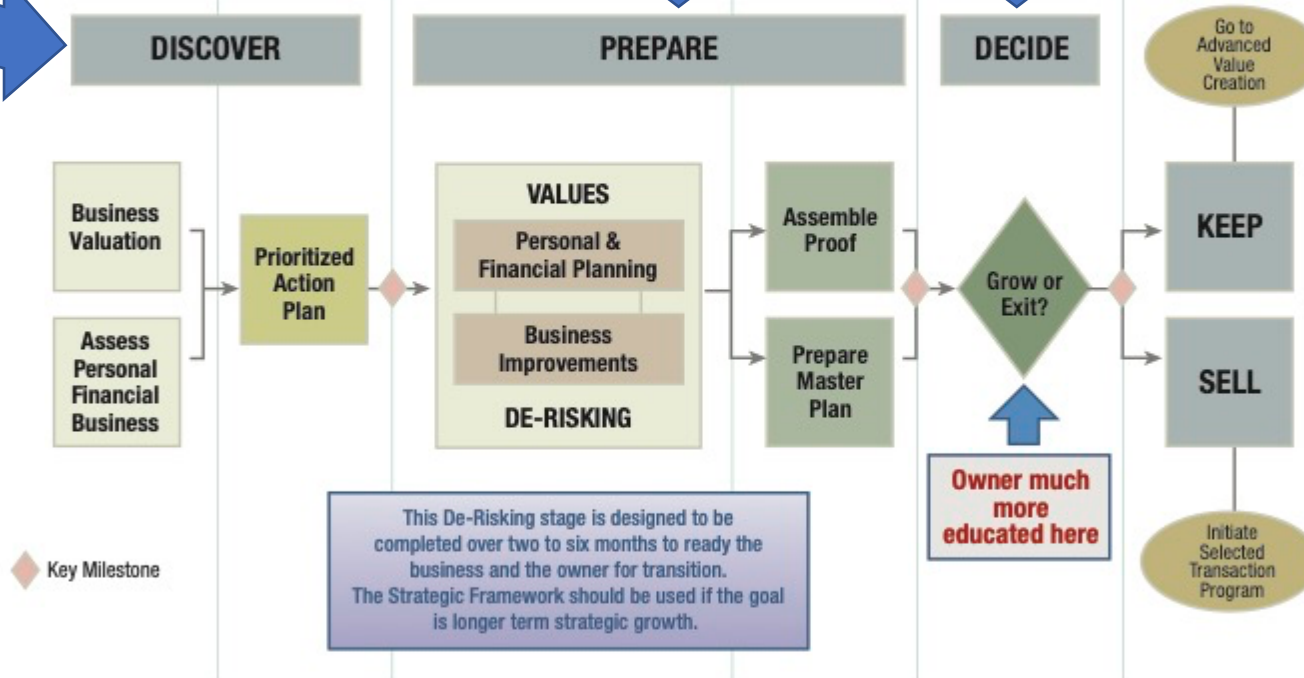 DISCOVER
PREPARE
DECIDE
Go to
Advanced
Value
Creation
Business
Valuation
Assess
Personal
Financial
Business
Prioritized
Action
Plan
VALUES
Personal &
Financial Planning
Business
Improvements
DE-RISKING
Assemble
Proof
Prepare
Master
Plan
Grow or
Exit?
KEEP
SELL
Owner much
more
educated here
This De-Risking stage is designed to be
completed over two to six months to ready the
business and the owner for transition.
The Strategic Framework should be used if the goal
is longer term strategic growth.
Initiate
Selected
Transaction
Program
Key Milestone